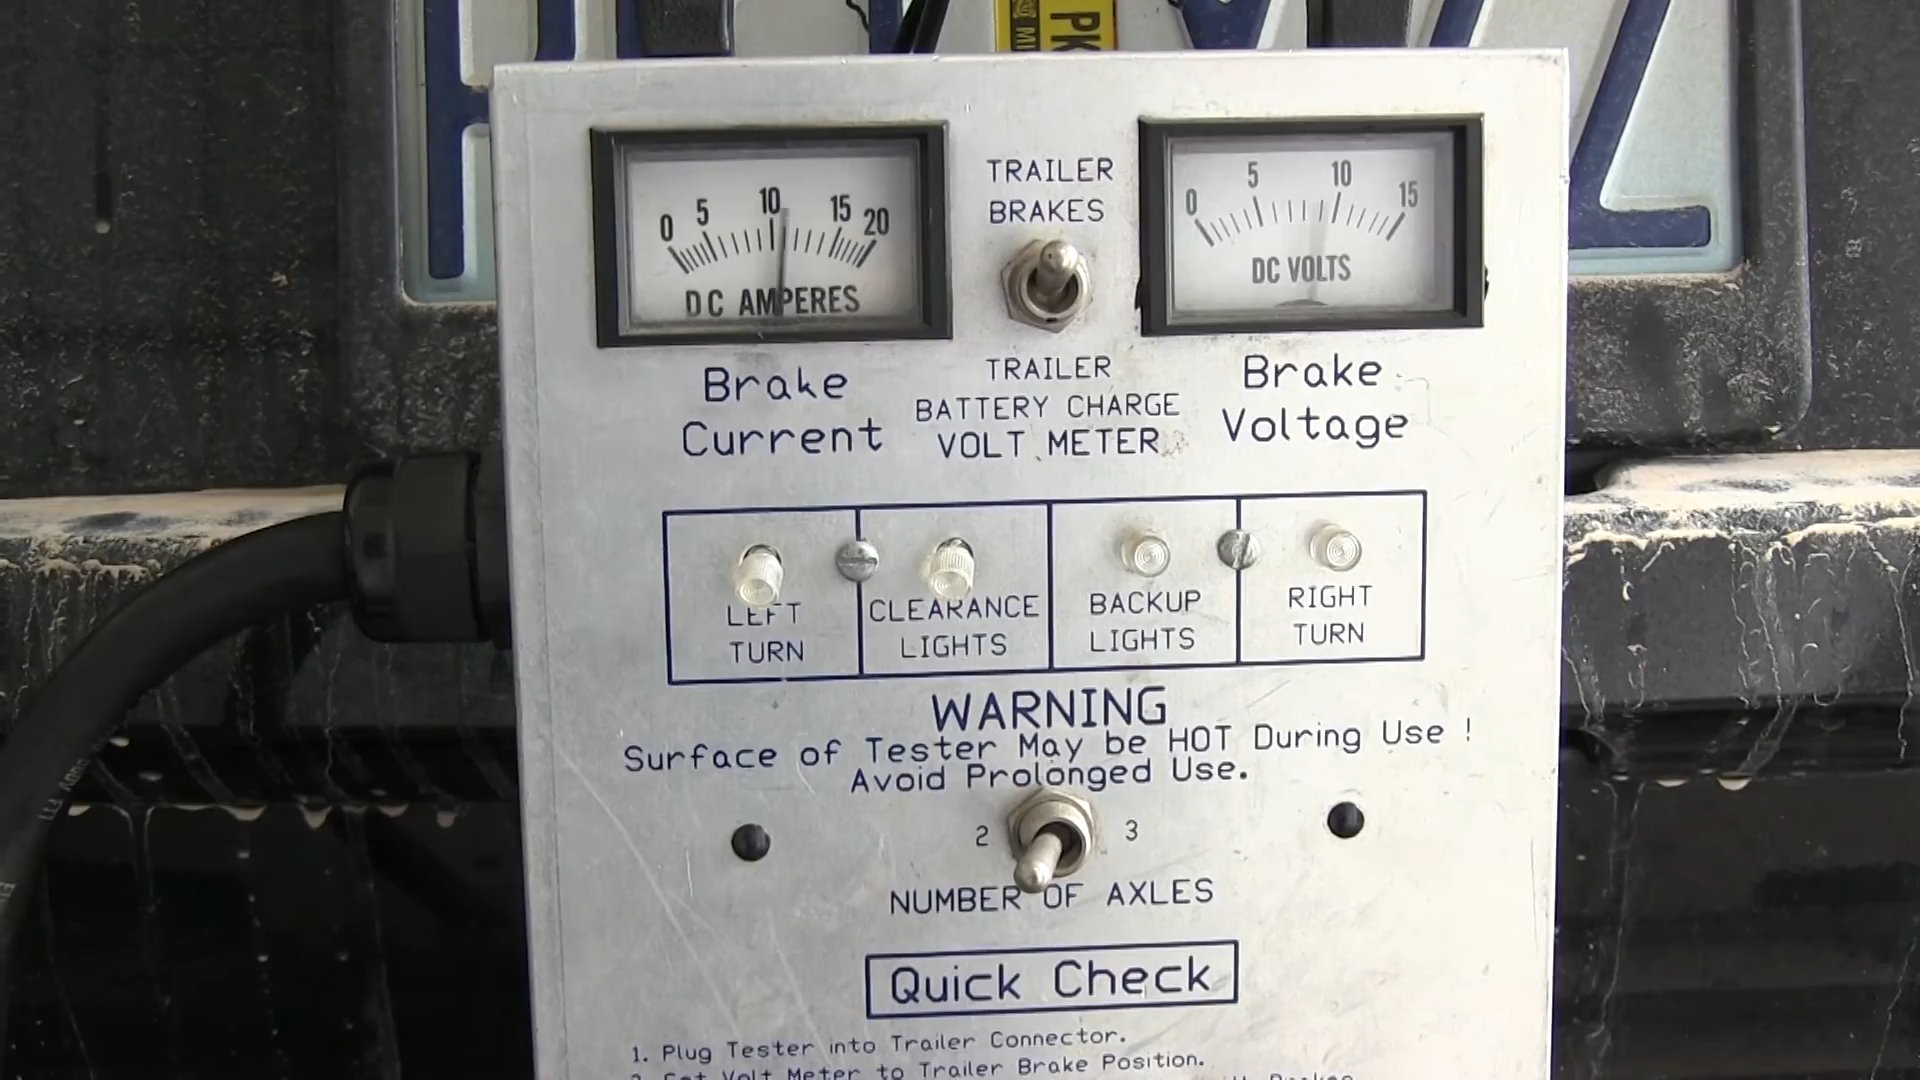 PK
MI
0 5 10 15 20
DC AMPERES
Brake
Current
TRAILER
BRAKES
TRAILER
BATTERY CHARGE
VOLT METER
0 5 10 15
DC VOLTS
Brake
Voltage
LEFT
TURN
CLEARANCE
LIGHTS
BACKUP
LIGHTS
RIGHT
TURN
WARNING
Surface of Tester May be HOT During Use !
Avoid Prolonged Use.
2 3
NUMBER OF AXLES
Quick Check
1. Plug Tester into Trailer Connector.
2. Set Volt Meter to Trailer Brake Position.